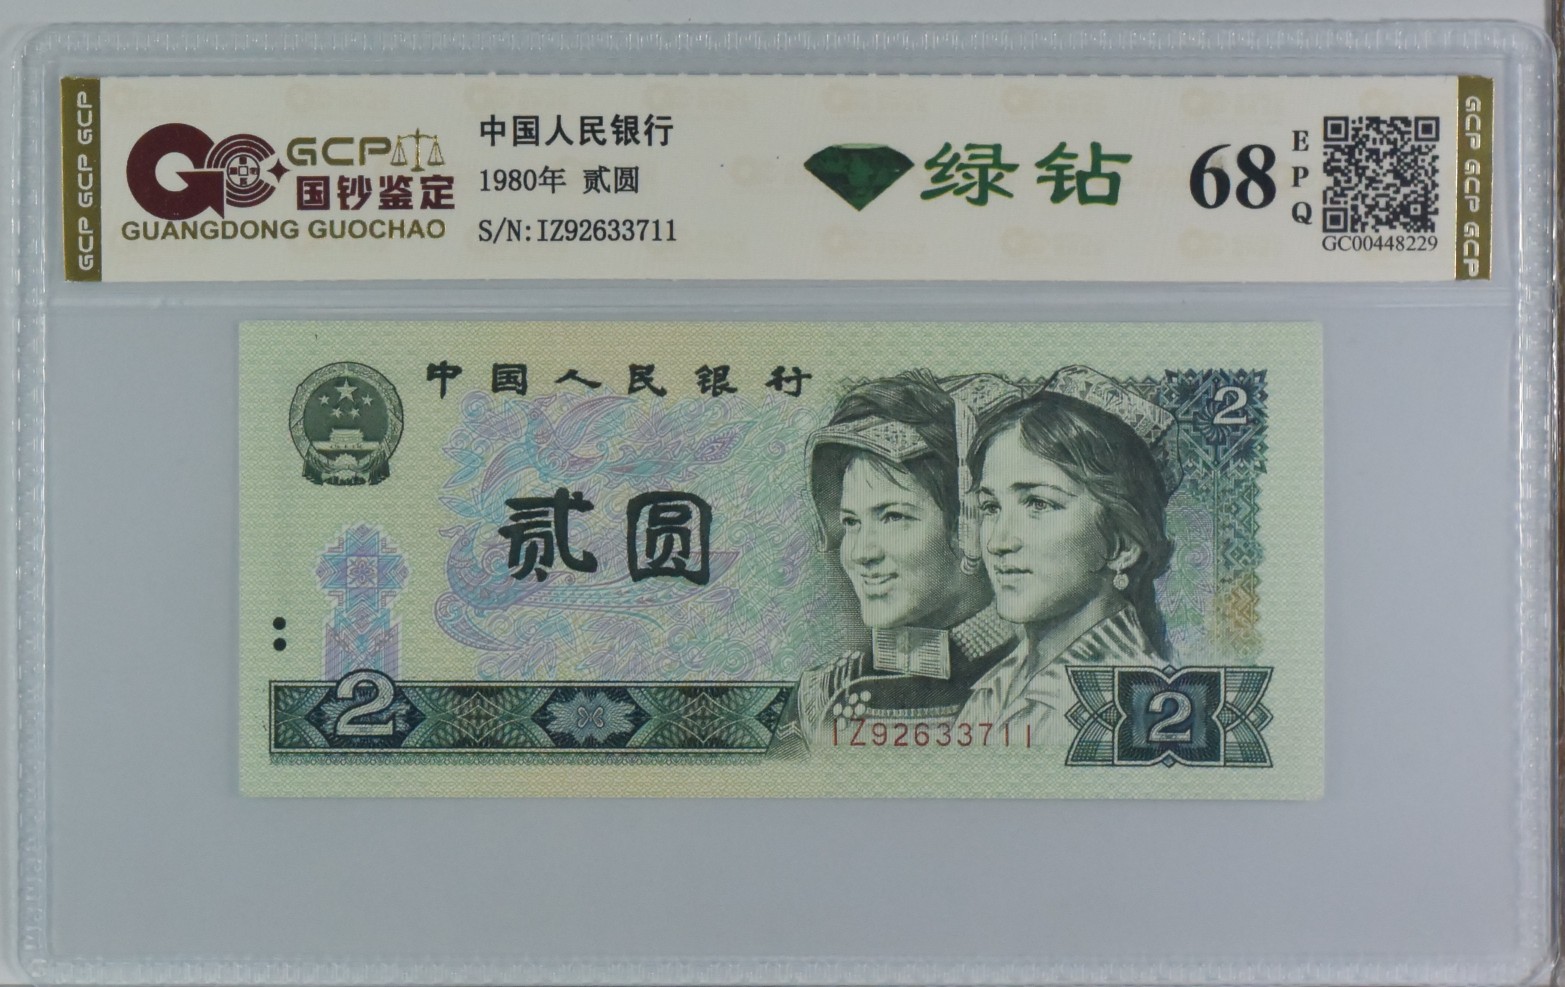 GCP GCP GCP
GCP
国钞鉴定
GUANGDONG GUOCHAO
中国人民银行
1980年 贰圆
S/N:IZ92633711
绿钻
68
EPQ
GC00448229
GCP GCP GCP
中国人民银行
2
贰圆
2
IZ92633711
2